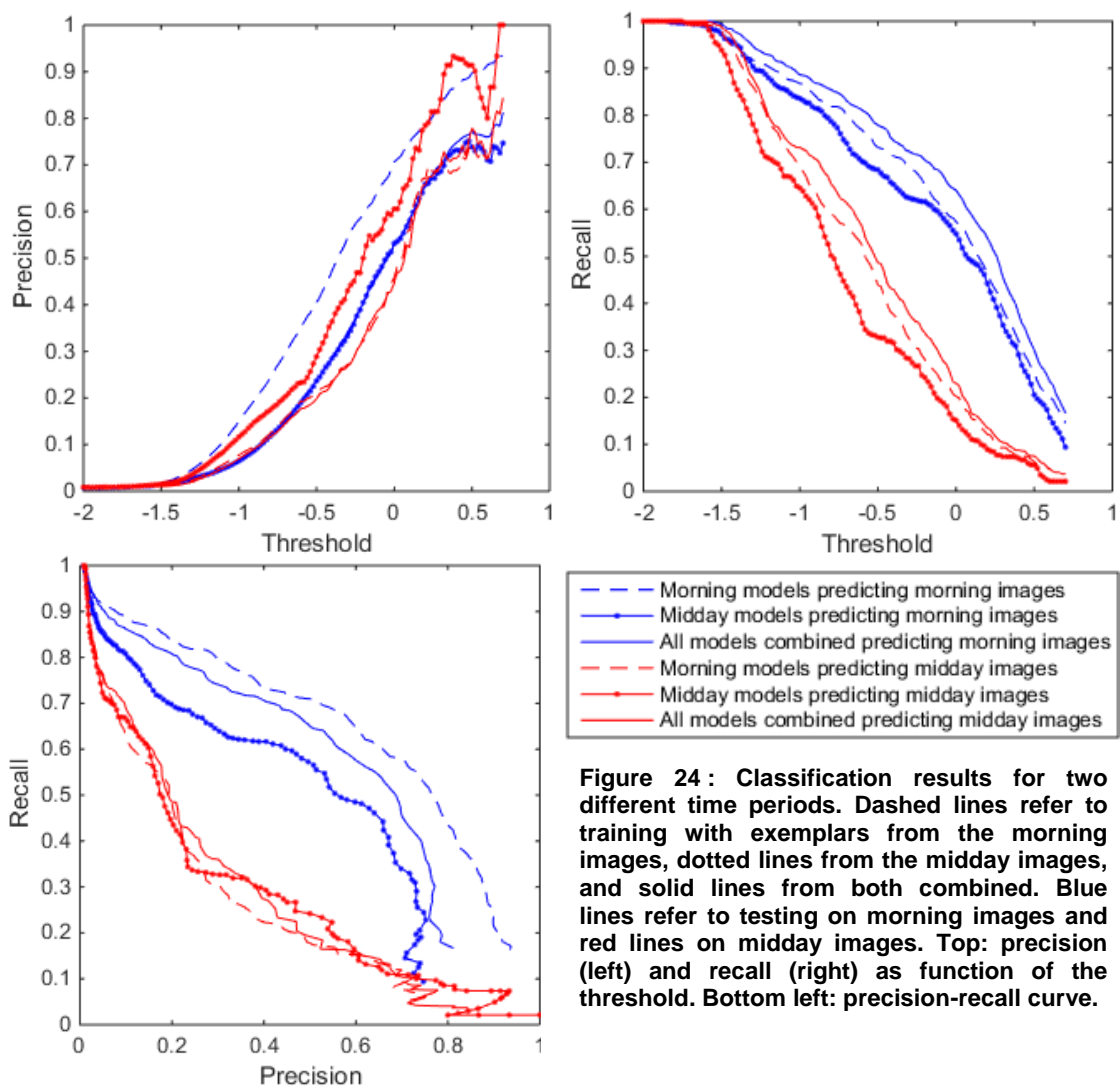 1
0.9
0.8
0.7
0.6
0.5
0.4
0.3
0.2
0.1
0
Precision
-2 -1.5 -1 -0.5 0 0.5 1
Threshold
1
0.9
0.8
0.7
0.6
0.5
0.4
0.3
0.2
0.1
0
Recall
-2 -1.5 -1 -0.5 0 0.5 1
Threshold
1
0.9
0.8
0.7
0.6
0.5
0.4
0.3
0.2
0.1
0
Recall
0 0.2 0.4 0.6 0.8 1
Precision
Morning models predicting morning images
Midday models predicting morning images
All models combined predicting morning images
Morning models predicting midday images
Midday models predicting midday images
All models combined predicting midday images
Figure 24 : Classification results for two
different time periods. Dashed lines refer to
training with exemplars from the morning
images, dotted lines from the midday images,
and solid lines from both combined. Blue
lines refer to testing on morning images and
red lines on midday images. Top: precision
(left) and recall (right) as function of the
threshold. Bottom left: precision-recall curve.